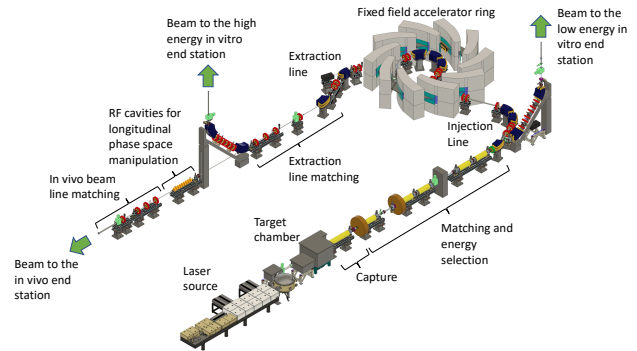 Fixed field accelerator ring
Beam to the high
energy in vitro
end station
Beam to the
low energy in
vitro end
station
Extraction
line
RF cavities for
longitudinal
phase space
manipulation
In vivo beam
line matching
Extraction
line matching
Injection
Line
Beam to the
in vivo end
station
Target
chamber
Matching and
energy
selection
Capture
Laser
source